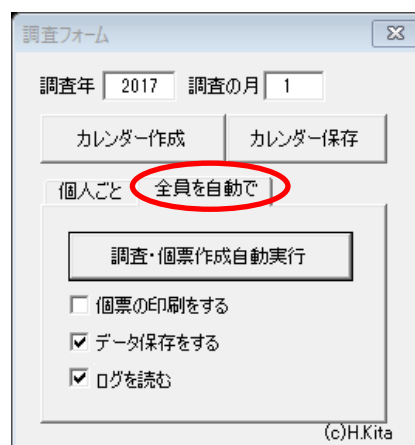 調査フォーム
調査年 2017 調査の月 1
カレンダー作成 カレンダー保存
個人ごと 全員を自動で
調査・個票作成自動実行
個票の印刷をする
データ保存をする
ログを読む
(c)H.Kita